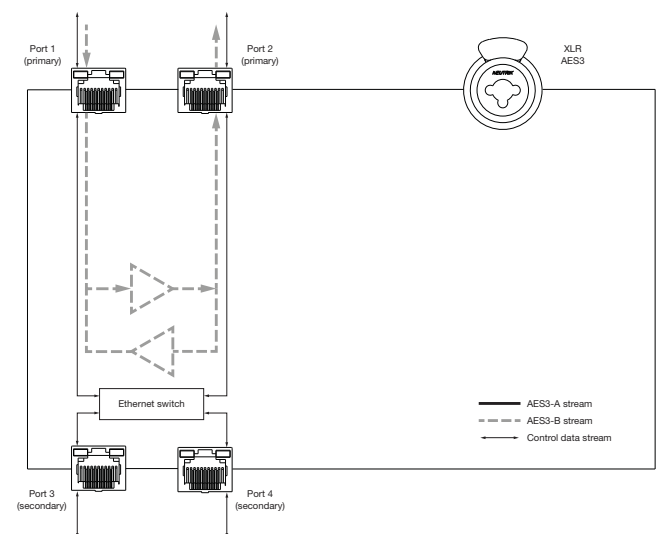 Port 1
(primary)
Port 2
(primary)
XLR
AES3
NEUTRIK
Ethernet switch
AES3-A stream
AES3-B stream
Control data stream
Port 3
(secondary)
Port 4
(secondary)